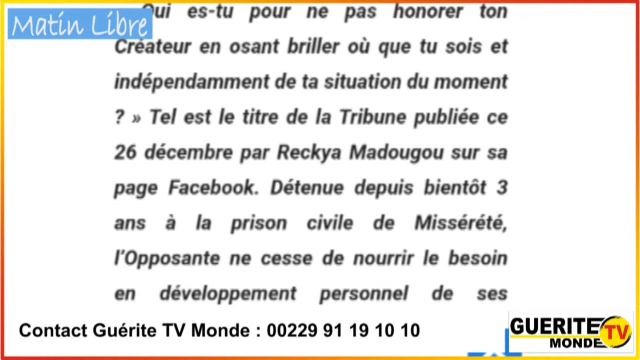 Matin Libre
Qui es-tu pour ne pas honorer ton
Créateur en osant briller où que tu sois et
indépendamment de ta situation du moment
? » Tel est le titre de la Tribune publiée ce
26 décembre par Reckya Madougou sur sa
page Facebook. Détenue depuis bientôt 3
ans à la prison civile de Missérété,
l’Opposante ne cesse de nourrir le besoin
en développement personnel de ses
Contact Guérite TV Monde : 00229 91 19 10 10
GUERITE
TV
MONDE